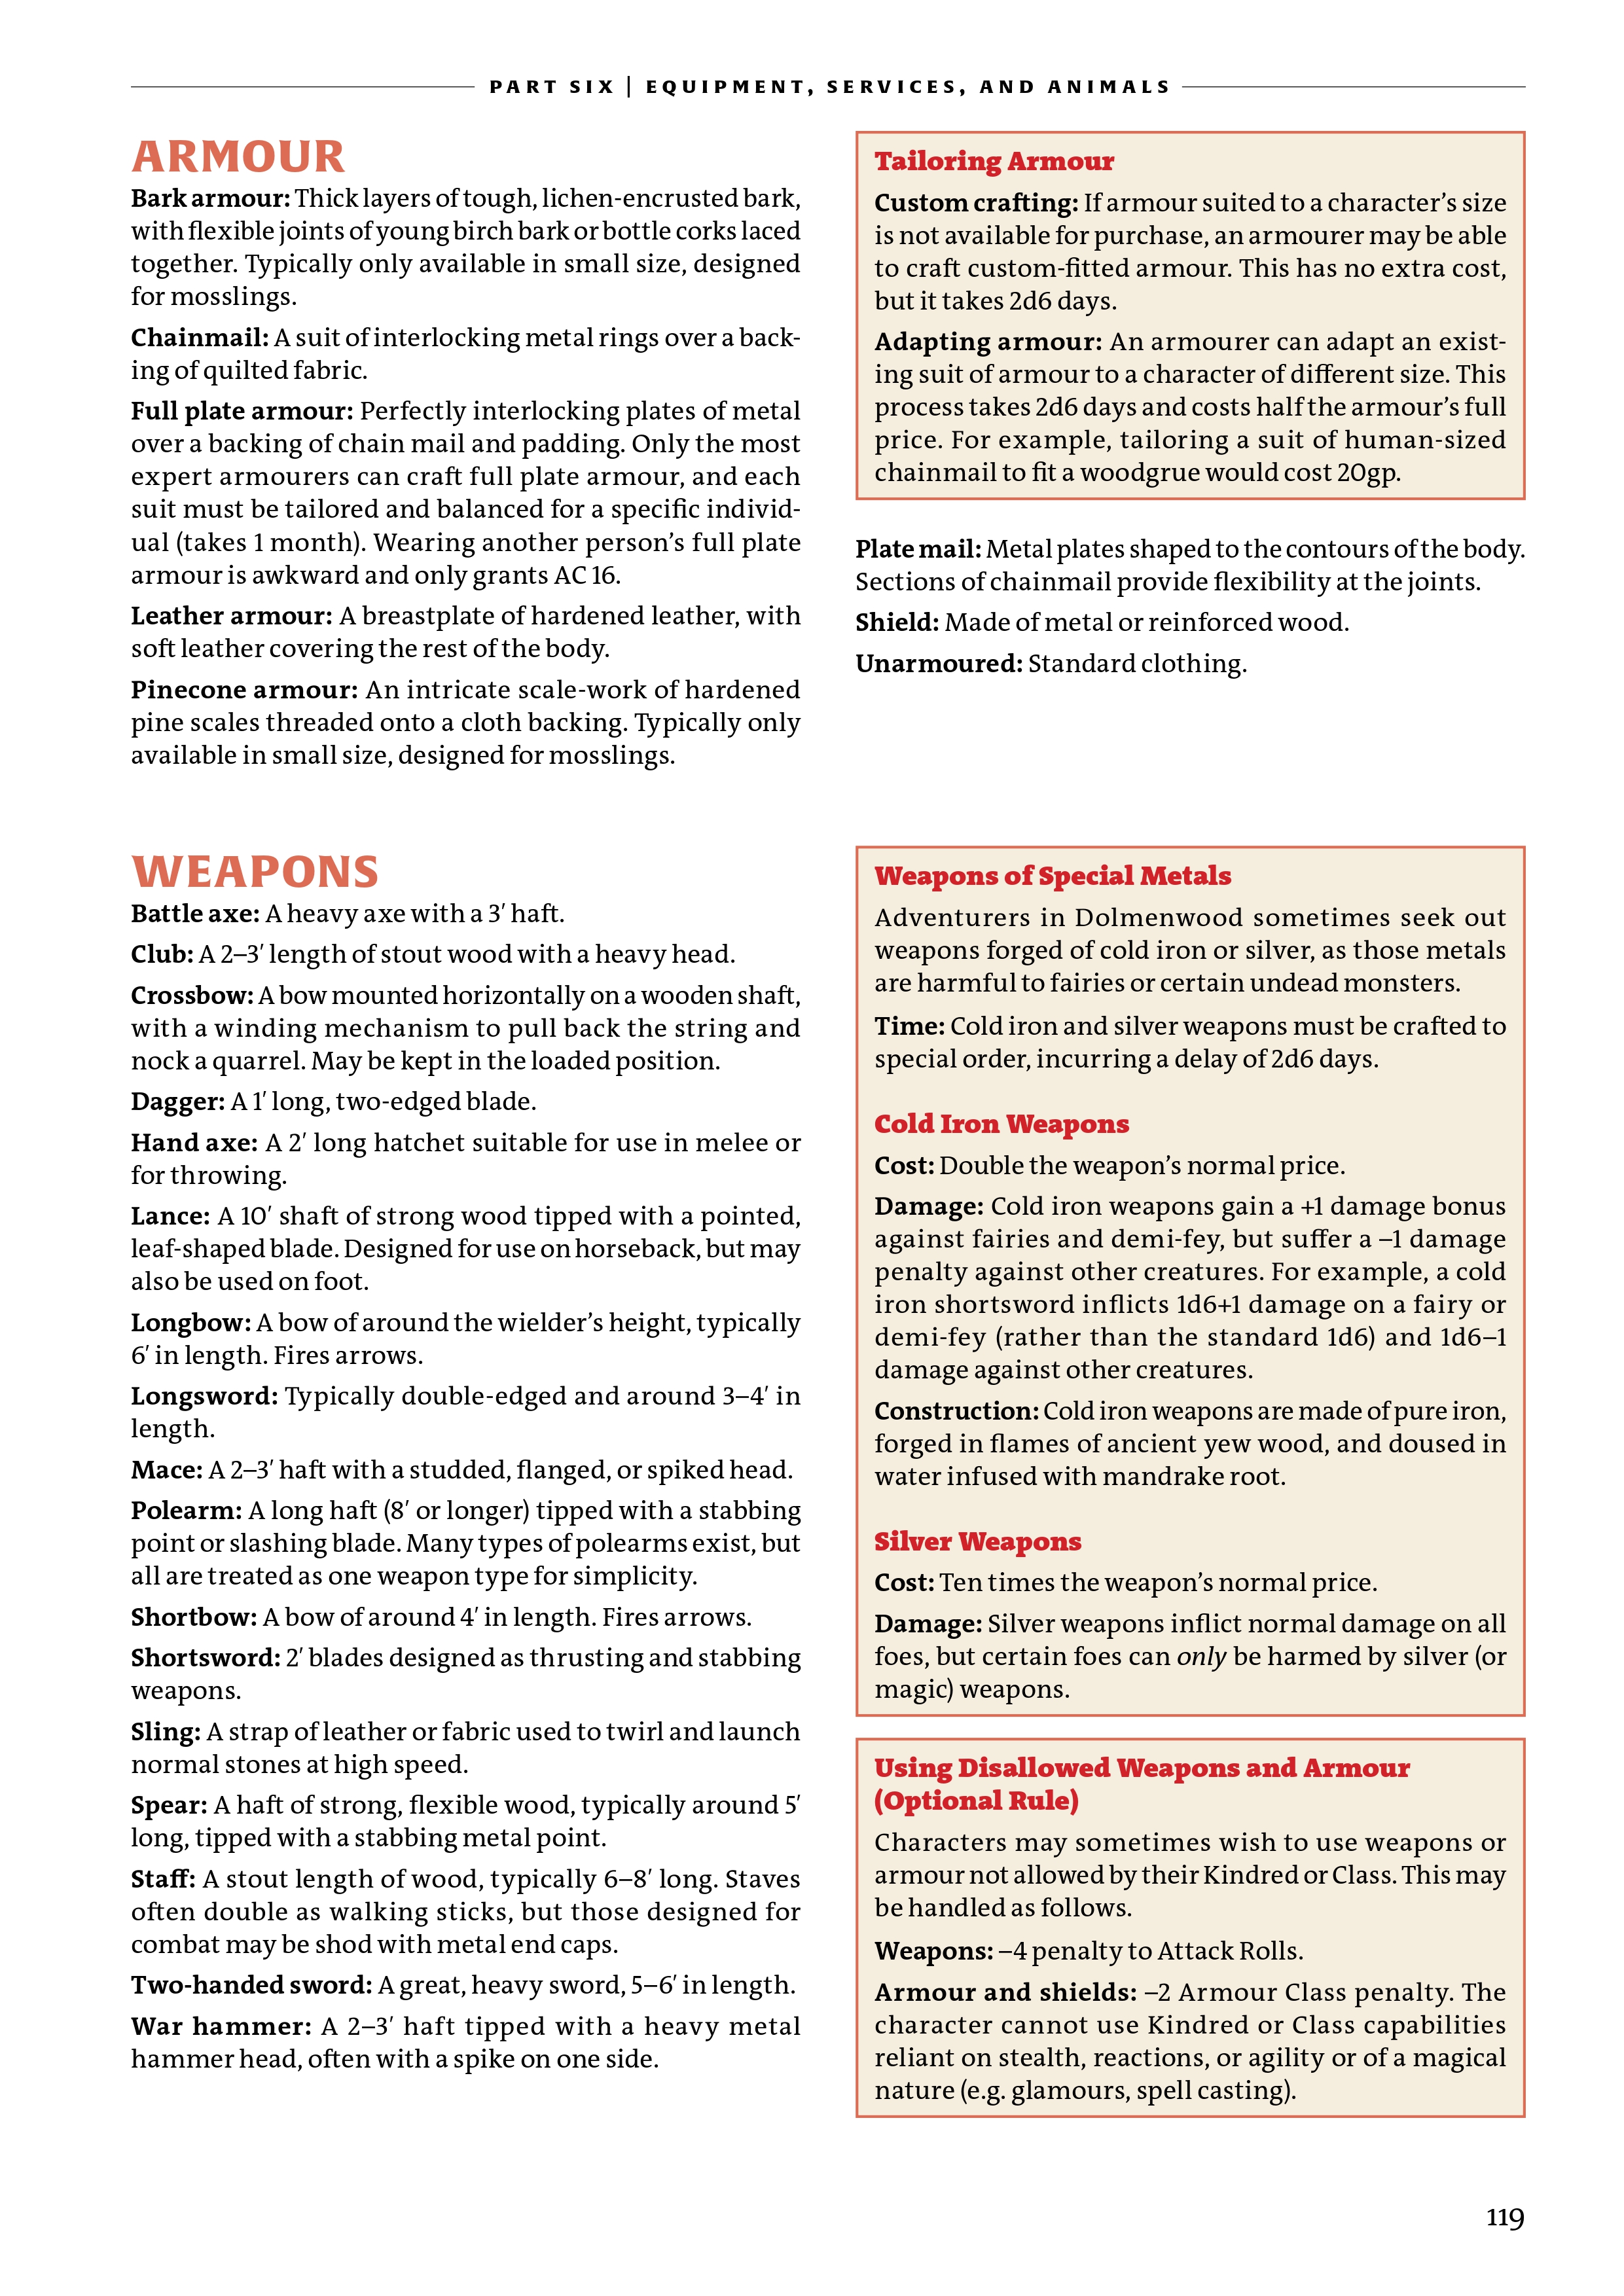 PART SIX | EQUIPMENT, SERVICES, AND ANIMALS
ARMOUR
Bark armour: Thick layers of tough, lichen-encrusted bark,
with flexible joints of young birch bark or bottle corks laced
together. Typically only available in small size, designed
for mosslings.
Chainmail: A suit of interlocking metal rings over a back-
ing of quilted fabric.
Full plate armour: Perfectly interlocking plates of metal
over a backing of chain mail and padding. Only the most
expert armourers can craft full plate armour, and each
suit must be tailored and balanced for a specific individ-
ual (takes 1 month). Wearing another person's full plate
armour is awkward and only grants AC 16.
Leather armour: A breastplate of hardened leather, with
soft leather covering the rest of the body.
Pinecone armour: An intricate scale-work of hardened
pine scales threaded onto a cloth backing. Typically only
available in small size, designed for mosslings.
Tailoring Armour
Custom crafting: If armour suited to a character's size
is not available for purchase, an armourer may be able
to craft custom-fitted armour. This has no extra cost,
but it takes 2d6 days.
Adapting armour: An armourer can adapt an exist-
ing suit of armour to a character of different size. This
process takes 2d6 days and costs half the armour's full
price. For example, tailoring a suit of human-sized
chainmail to fit a woodgrue would cost 20gp.
Plate mail: Metal plates shaped to the contours of the body.
Sections of chainmail provide flexibility at the joints.
Shield: Made of metal or reinforced wood.
Unarmoured: Standard clothing.
WEAPONS
Battle axe: A heavy axe with a 3′ haft.
Club: A 2–3′ length of stout wood with a heavy head.
Crossbow: A bow mounted horizontally on a wooden shaft,
with a winding mechanism to pull back the string and
nock a quarrel. May be kept in the loaded position.
Dagger: A 1′ long, two-edged blade.
Hand axe: A 2′ long hatchet suitable for use in melee or
for throwing.
Lance: A 10′ shaft of strong wood tipped with a pointed,
leaf-shaped blade. Designed for use on horseback, but may
also be used on foot.
Longbow: A bow of around the wielder's height, typically
6′ in length. Fires arrows.
Longsword: Typically double-edged and around 3–4′ in
length.
Mace: A 2–3′ haft with a studded, flanged, or spiked head.
Polearm: A long haft (8′ or longer) tipped with a stabbing
point or slashing blade. Many types of polearms exist, but
all are treated as one weapon type for simplicity.
Shortbow: A bow of around 4′ in length. Fires arrows.
Shortsword: 2′ blades designed as thrusting and stabbing
weapons.
Sling: A strap of leather or fabric used to twirl and launch
normal stones at high speed.
Spear: A haft of strong, flexible wood, typically around 5′
long, tipped with a stabbing metal point.
Staff: A stout length of wood, typically 6–8′ long. Staves
often double as walking sticks, but those designed for
combat may be shod with metal end caps.
Two-handed sword: A great, heavy sword, 5–6′ in length.
War hammer: A 2–3′ haft tipped with a heavy metal
hammer head, often with a spike on one side.
Weapons of Special Metals
Adventurers in Dolmenwood sometimes seek out
weapons forged of cold iron or silver, as those metals
are harmful to fairies or certain undead monsters.
Time: Cold iron and silver weapons must be crafted to
special order, incurring a delay of 2d6 days.
Cold Iron Weapons
Cost: Double the weapon's normal price.
Damage: Cold iron weapons gain a +1 damage bonus
against fairies and demi-fey, but suffer a –1 damage
penalty against other creatures. For example, a cold
iron shortsword inflicts 1d6+1 damage on a fairy or
demi-fey (rather than the standard 1d6) and 1d6–1
damage against other creatures.
Construction: Cold iron weapons are made of pure iron,
forged in flames of ancient yew wood, and doused in
water infused with mandrake root.
Silver Weapons
Cost: Ten times the weapon's normal price.
Damage: Silver weapons inflict normal damage on all
foes, but certain foes can only be harmed by silver (or
magic) weapons.
Using Disallowed Weapons and Armour
(Optional Rule)
Characters may sometimes wish to use weapons or
armour not allowed by their Kindred or Class. This may
be handled as follows.
Weapons: –4 penalty to Attack Rolls.
Armour and shields: –2 Armour Class penalty. The
character cannot use Kindred or Class capabilities
reliant on stealth, reactions, or agility or of a magical
nature (e.g. glamours, spell casting).
119